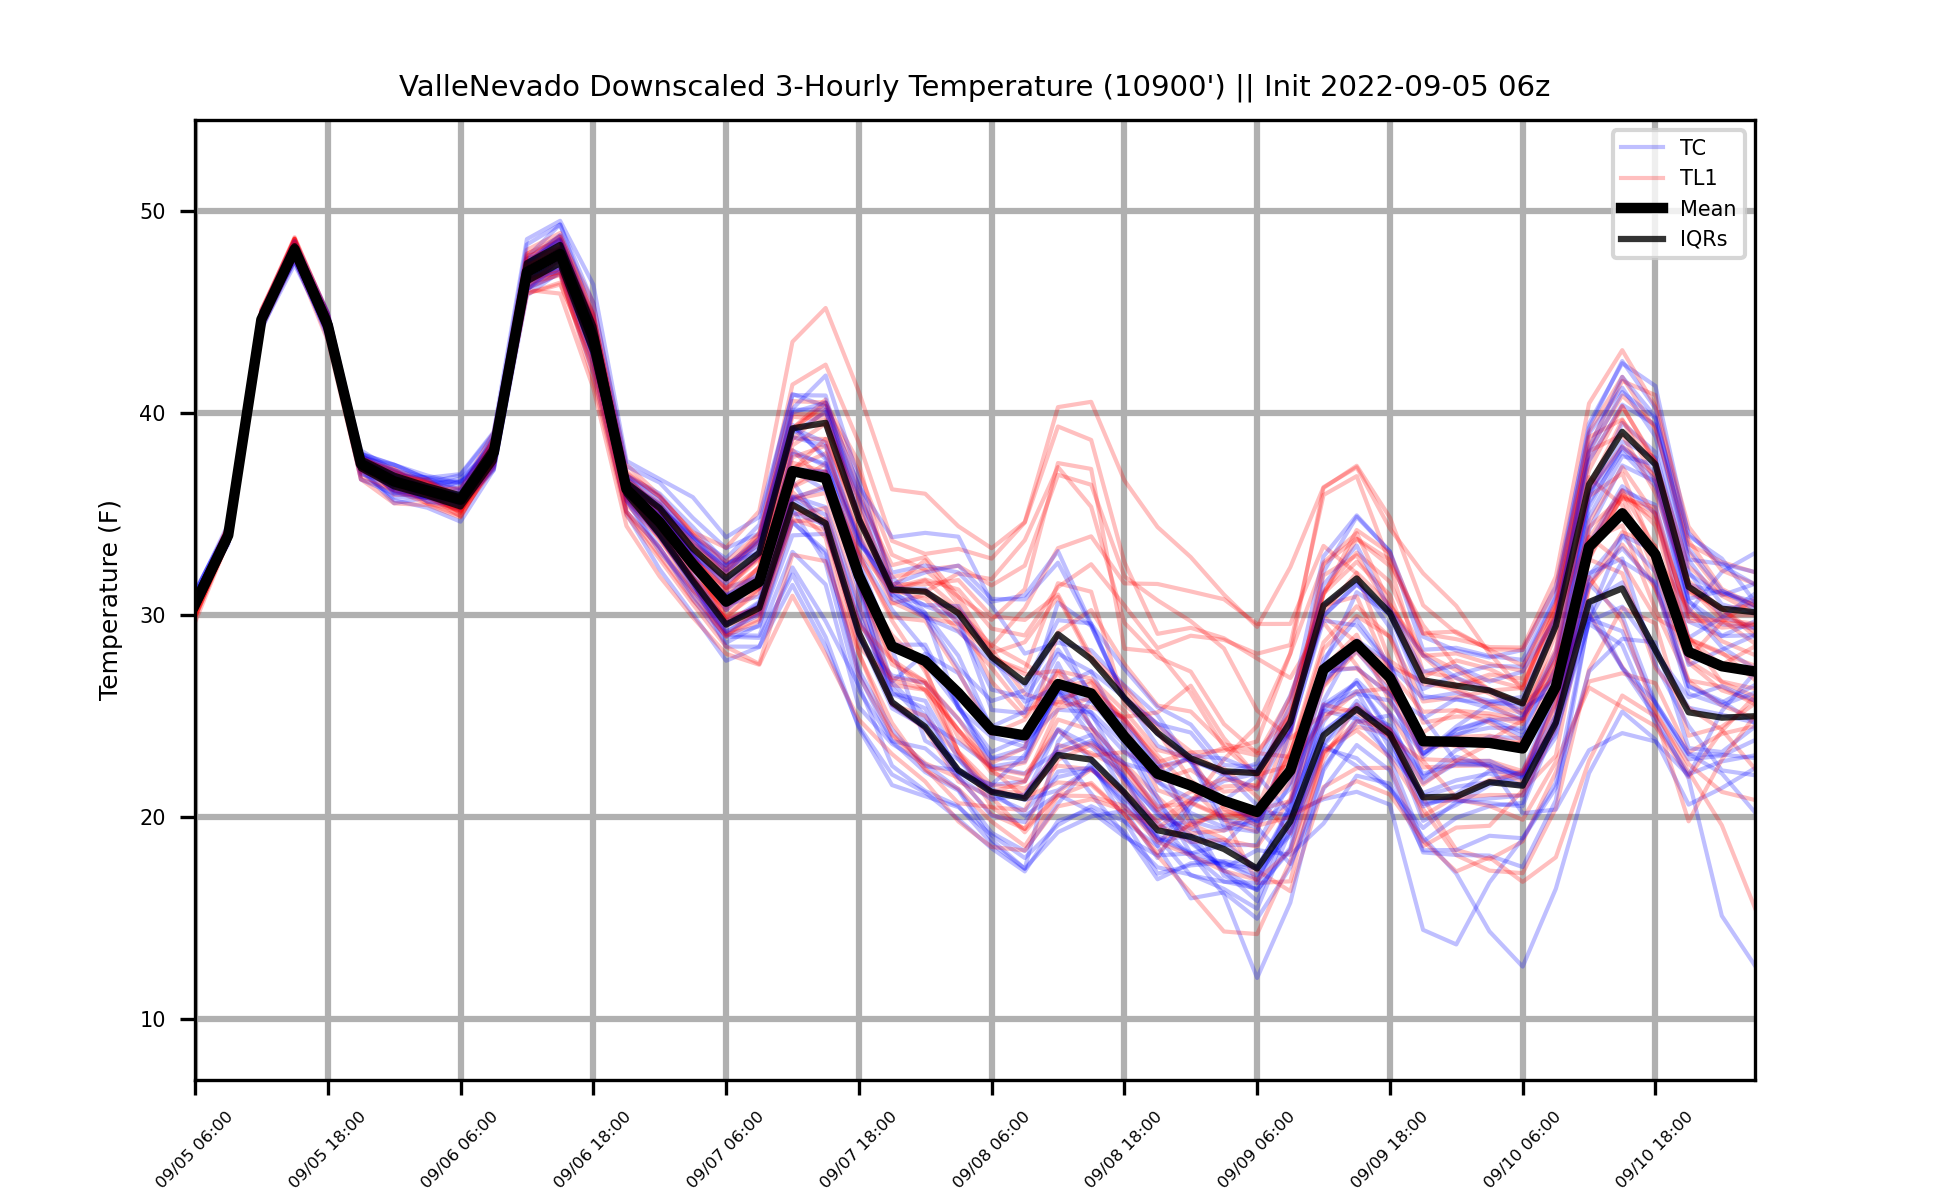 ValleNevado Downscaled 3-Hourly Temperature (10900') || Init 2022-09-05 06z
TC
TL1
Mean
IQRs
Temperature (F)
50
40
30
20
10
09/05 06:00
09/05 18:00
09/06 06:00
09/06 18:00
09/07 06:00
09/07 18:00
09/08 06:00
09/08 18:00
09/09 06:00
09/09 18:00
09/10 06:00
09/10 18:00